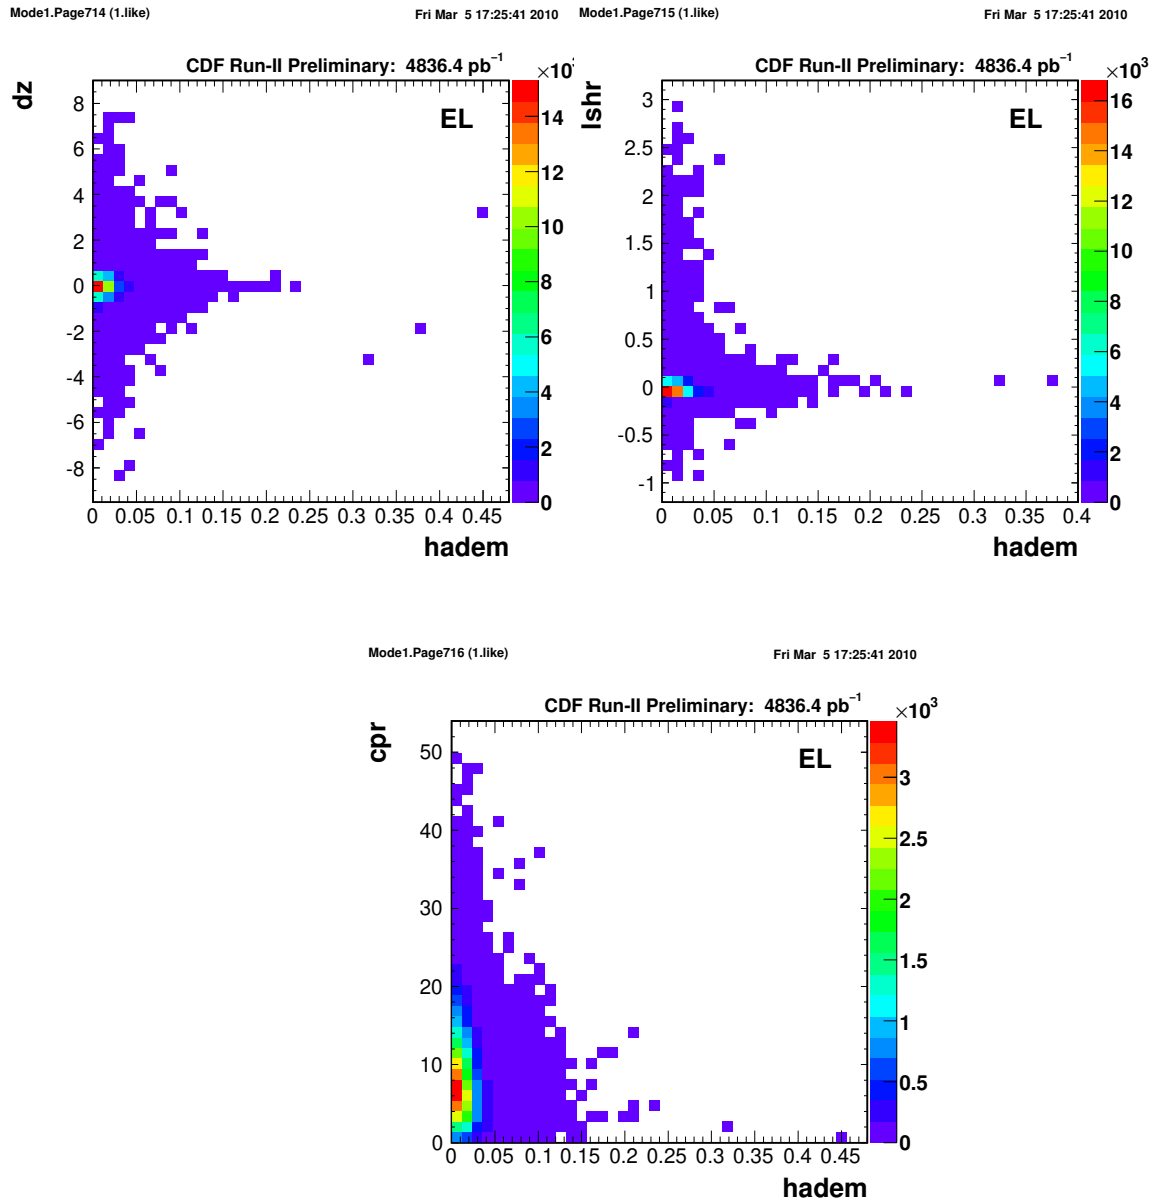 Mode1.Page714 (1.like) Fri Mar 5 17:25:41 2010
CDF Run-II Preliminary: 4836.4 pb⁻¹
×10³
dz
EL
8
6
4
2
0
-2
-4
-6
-8
0 0.05 0.1 0.15 0.2 0.25 0.3 0.35 0.4 0.45
hadem
14
12
10
8
6
4
2
0
Mode1.Page715 (1.like) Fri Mar 5 17:25:41 2010
CDF Run-II Preliminary: 4836.4 pb⁻¹
×10³
lshr
EL
3
2.5
2
1.5
1
0.5
0
-0.5
-1
0 0.05 0.1 0.15 0.2 0.25 0.3 0.35 0.4
hadem
16
14
12
10
8
6
4
2
0
Mode1.Page716 (1.like) Fri Mar 5 17:25:41 2010
CDF Run-II Preliminary: 4836.4 pb⁻¹
×10³
cpr
EL
50
40
30
20
10
0
0 0.05 0.1 0.15 0.2 0.25 0.3 0.35 0.4 0.45
hadem
3
2.5
2
1.5
1
0.5
0